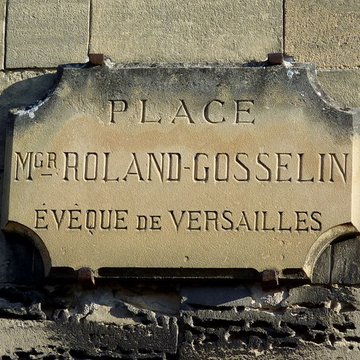 PLACE
MGR ROLAND-GOSSELIN
ÉVÊQUE DE VERSAILLES